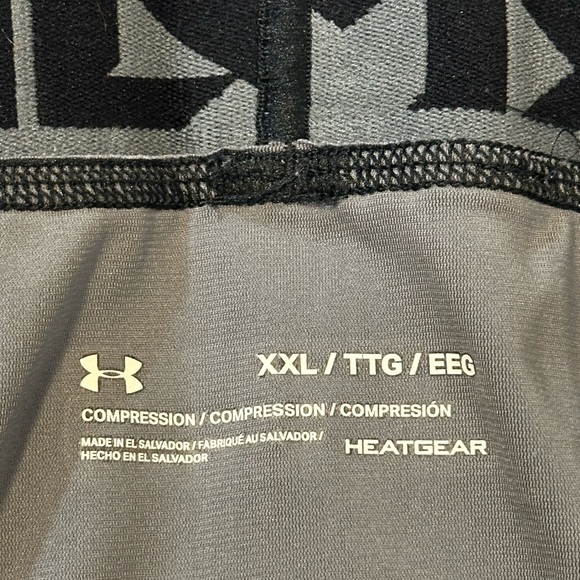 XXL / TTG / EEG
COMPRESSION / COMPRESSION / COMPRESIÓN
MADE IN EL SALVADOR / FABRIQUÉ AU SALVADOR /
HECHO EN EL SALVADOR
HEATGEAR